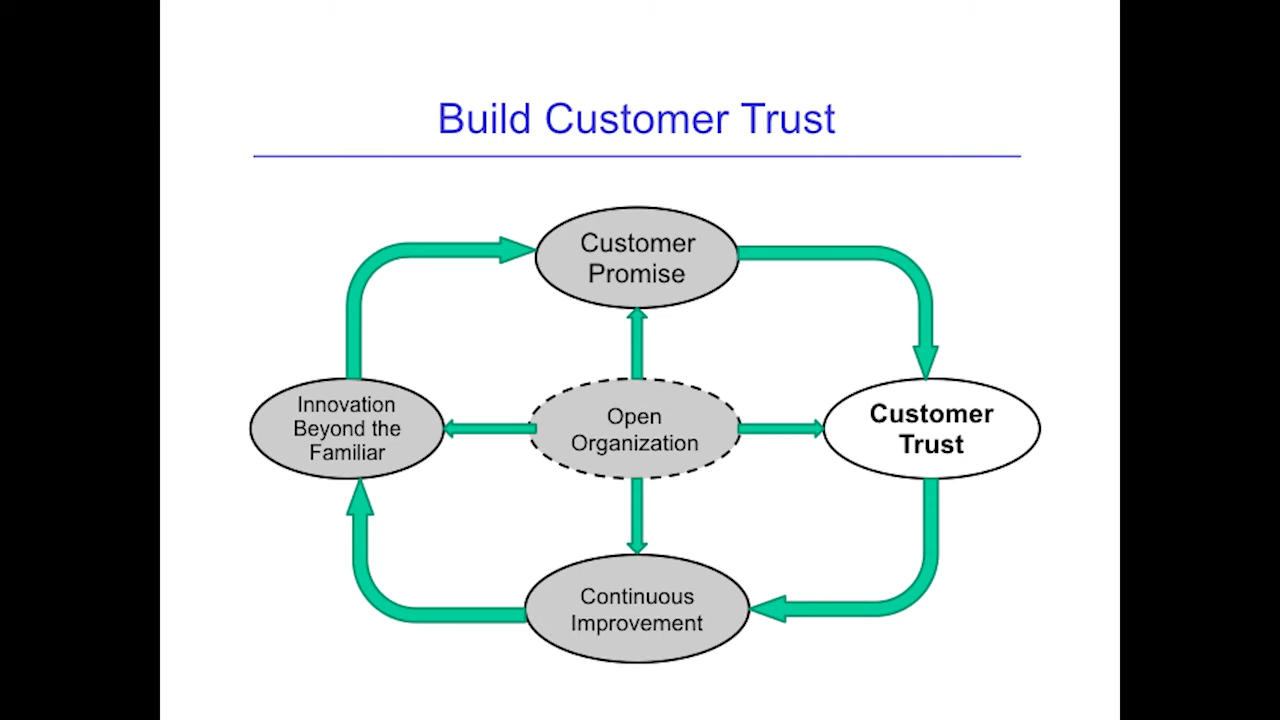 Build Customer Trust
Customer
Promise
Innovation
Beyond the
Familiar
Open
Organization
Customer
Trust
Continuous
Improvement